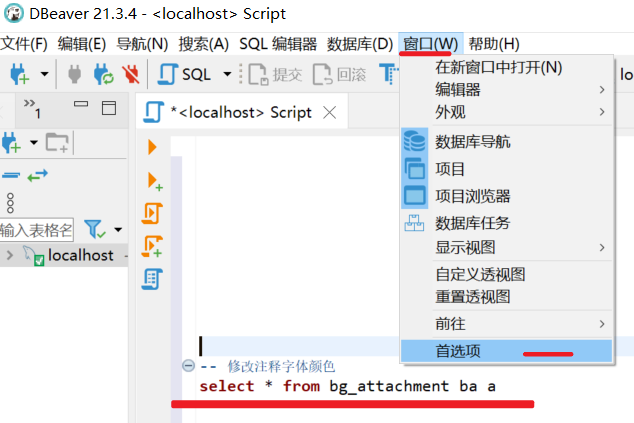 DBeaver 21.3.4 - <localhost> Script
文件(F) 编辑(E) 导航(N) 搜索(A) SQL 编辑器 数据库(D) 窗口(W) 帮助(H)
SQL 提交 回滚 T lo
»1
*<localhost> Script
输入表格名
localhost
在新窗口中打开(N)
编辑器
外观
数据库导航
项目
项目浏览器
数据库任务
显示视图
自定义透视图
重置透视图
前往
首选项
-- 修改注释字体颜色
select * from bg_attachment ba a